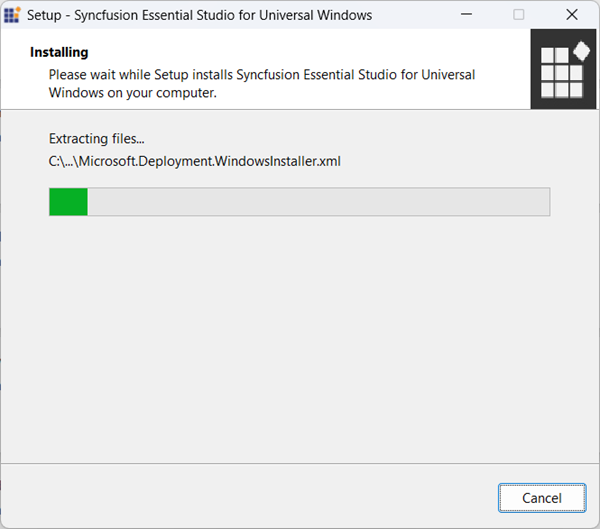 Setup - Syncfusion Essential Studio for Universal Windows
Installing
Please wait while Setup installs Syncfusion Essential Studio for Universal
Windows on your computer.
Extracting files...
C:\...\Microsoft.Deployment.WindowsInstaller.xml
Cancel